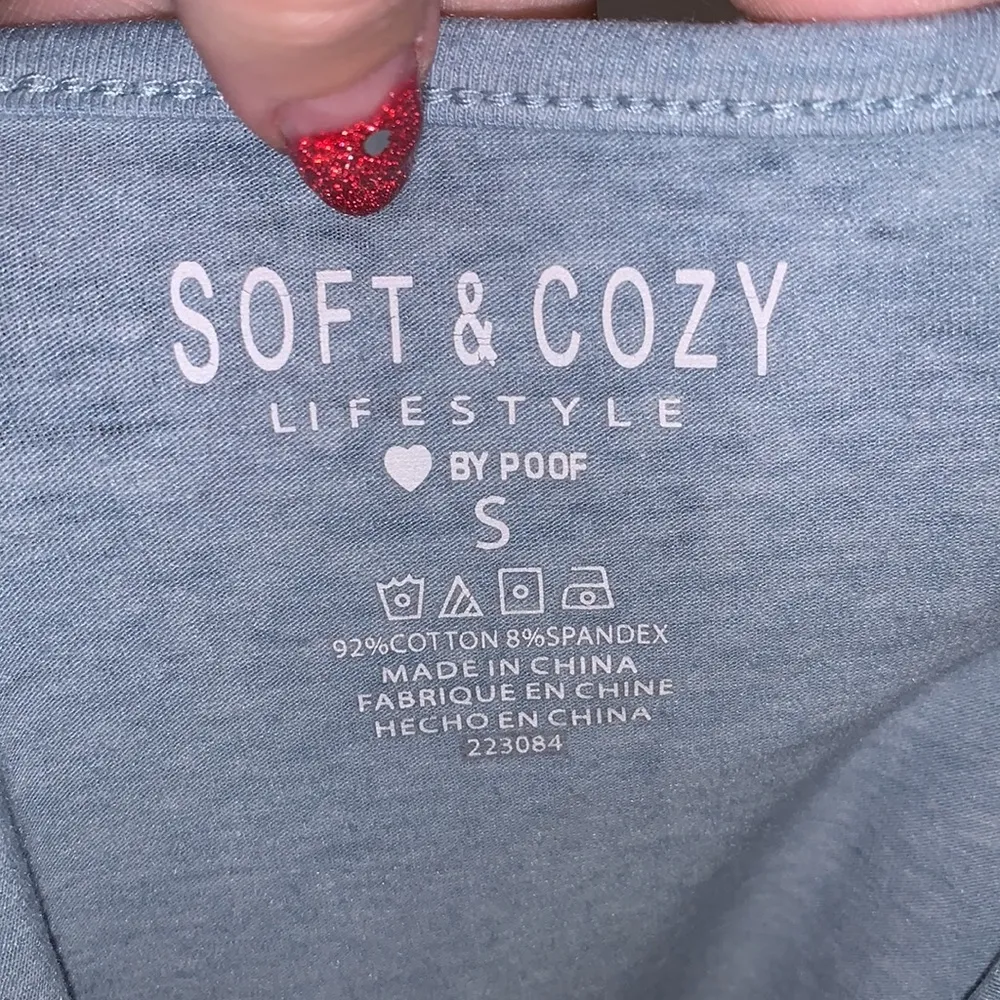 SOFT & COZY
LIFESTYLE
BY POOF
S
92%COTTON 8%SPANDEX
MADE IN CHINA
FABRIQUE EN CHINE
HECHO EN CHINA
223084